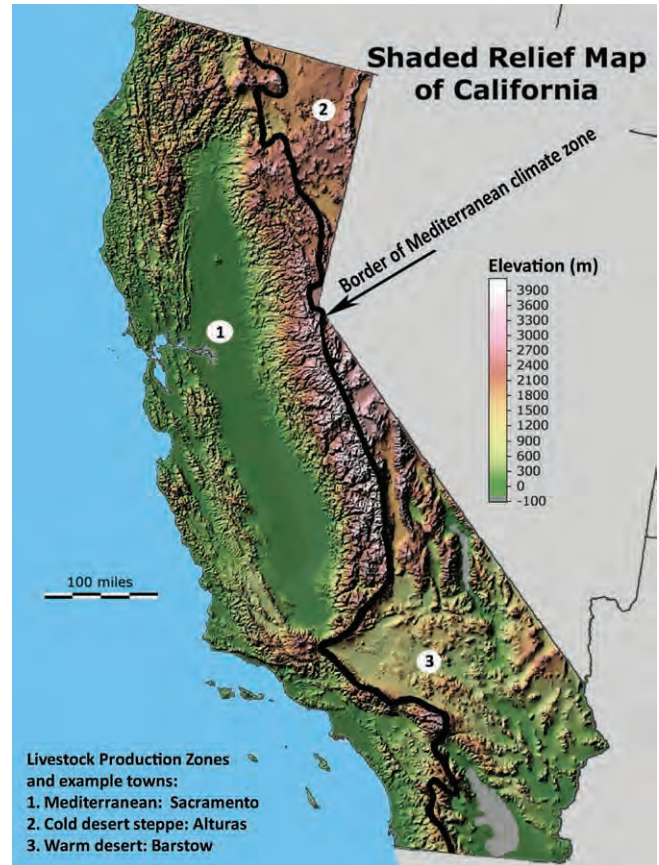 Shaded Relief Map
of California
2
Border of Mediterranean climate zone
Elevation (m)
3900
3600
3000
2700
2400
2100
1800
1500
1200
900
600
300
0
-100
1
100 miles
3
Livestock Production Zones
and example towns:
1. Mediterranean: Sacramento
2. Cold desert steppe: Alturas
3. Warm desert: Barstow